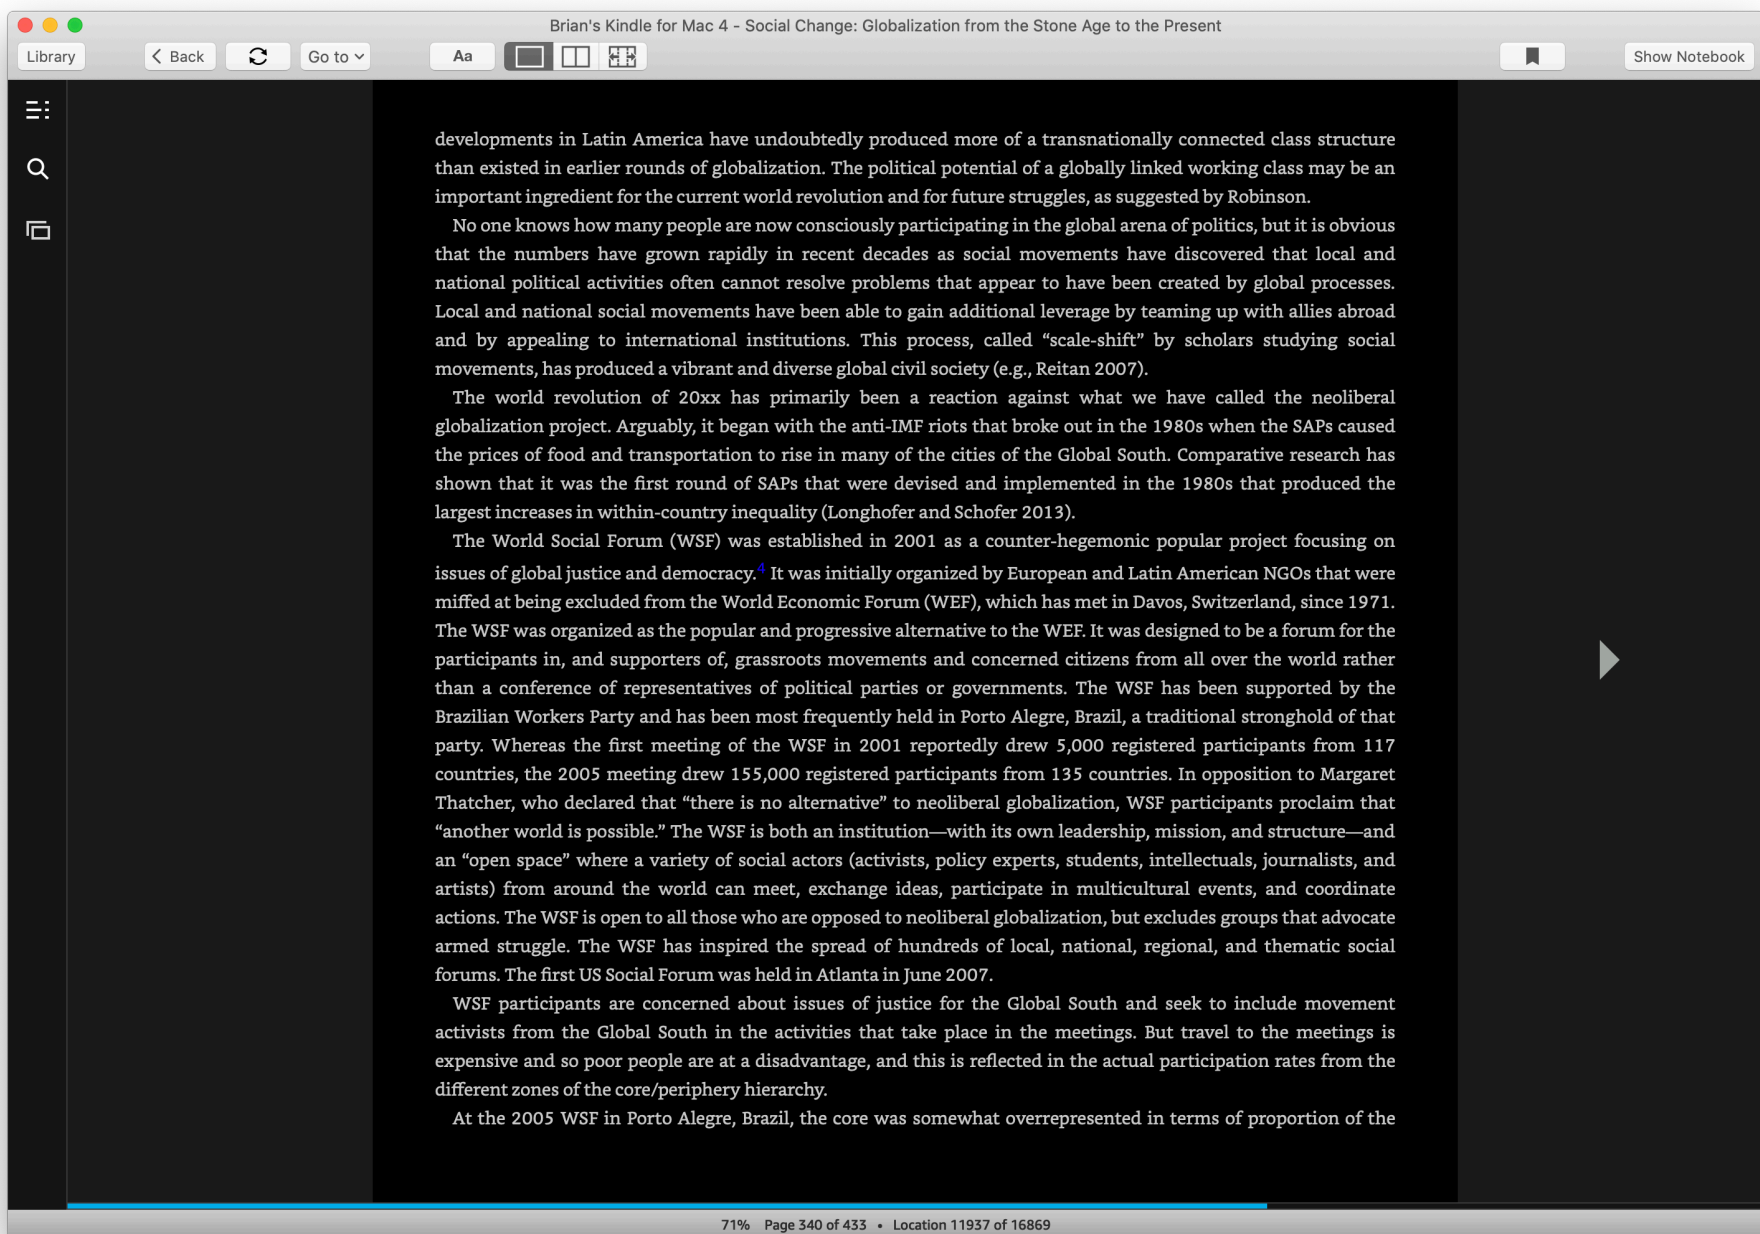 Brian's Kindle for Mac 4 - Social Change: Globalization from the Stone Age to the Present
Library
Back
Go to
Aa
Show Notebook
developments in Latin America have undoubtedly produced more of a transnationally connected class structure
than existed in earlier rounds of globalization. The political potential of a globally linked working class may be an
important ingredient for the current world revolution and for future struggles, as suggested by Robinson.
No one knows how many people are now consciously participating in the global arena of politics, but it is obvious
that the numbers have grown rapidly in recent decades as social movements have discovered that local and
national political activities often cannot resolve problems that appear to have been created by global processes.
Local and national social movements have been able to gain additional leverage by teaming up with allies abroad
and by appealing to international institutions. This process, called “scale-shift” by scholars studying social
movements, has produced a vibrant and diverse global civil society (e.g., Reitan 2007).
The world revolution of 20xx has primarily been a reaction against what we have called the neoliberal
globalization project. Arguably, it began with the anti-IMF riots that broke out in the 1980s when the SAPs caused
the prices of food and transportation to rise in many of the cities of the Global South. Comparative research has
shown that it was the first round of SAPs that were devised and implemented in the 1980s that produced the
largest increases in within-country inequality (Longhofer and Schofer 2013).
The World Social Forum (WSF) was established in 2001 as a counter-hegemonic popular project focusing on
issues of global justice and democracy.4 It was initially organized by European and Latin American NGOs that were
miffed at being excluded from the World Economic Forum (WEF), which has met in Davos, Switzerland, since 1971.
The WSF was organized as the popular and progressive alternative to the WEF. It was designed to be a forum for the
participants in, and supporters of, grassroots movements and concerned citizens from all over the world rather
than a conference of representatives of political parties or governments. The WSF has been supported by the
Brazilian Workers Party and has been most frequently held in Porto Alegre, Brazil, a traditional stronghold of that
party. Whereas the first meeting of the WSF in 2001 reportedly drew 5,000 registered participants from 117
countries, the 2005 meeting drew 155,000 registered participants from 135 countries. In opposition to Margaret
Thatcher, who declared that “there is no alternative” to neoliberal globalization, WSF participants proclaim that
“another world is possible.” The WSF is both an institution—with its own leadership, mission, and structure—and
an “open space” where a variety of social actors (activists, policy experts, students, intellectuals, journalists, and
artists) from around the world can meet, exchange ideas, participate in multicultural events, and coordinate
actions. The WSF is open to all those who are opposed to neoliberal globalization, but excludes groups that advocate
armed struggle. The WSF has inspired the spread of hundreds of local, national, regional, and thematic social
forums. The first US Social Forum was held in Atlanta in June 2007.
WSF participants are concerned about issues of justice for the Global South and seek to include movement
activists from the Global South in the activities that take place in the meetings. But travel to the meetings is
expensive and so poor people are at a disadvantage, and this is reflected in the actual participation rates from the
different zones of the core/periphery hierarchy.
At the 2005 WSF in Porto Alegre, Brazil, the core was somewhat overrepresented in terms of proportion of the
71% Page 340 of 433 • Location 11937 of 16869